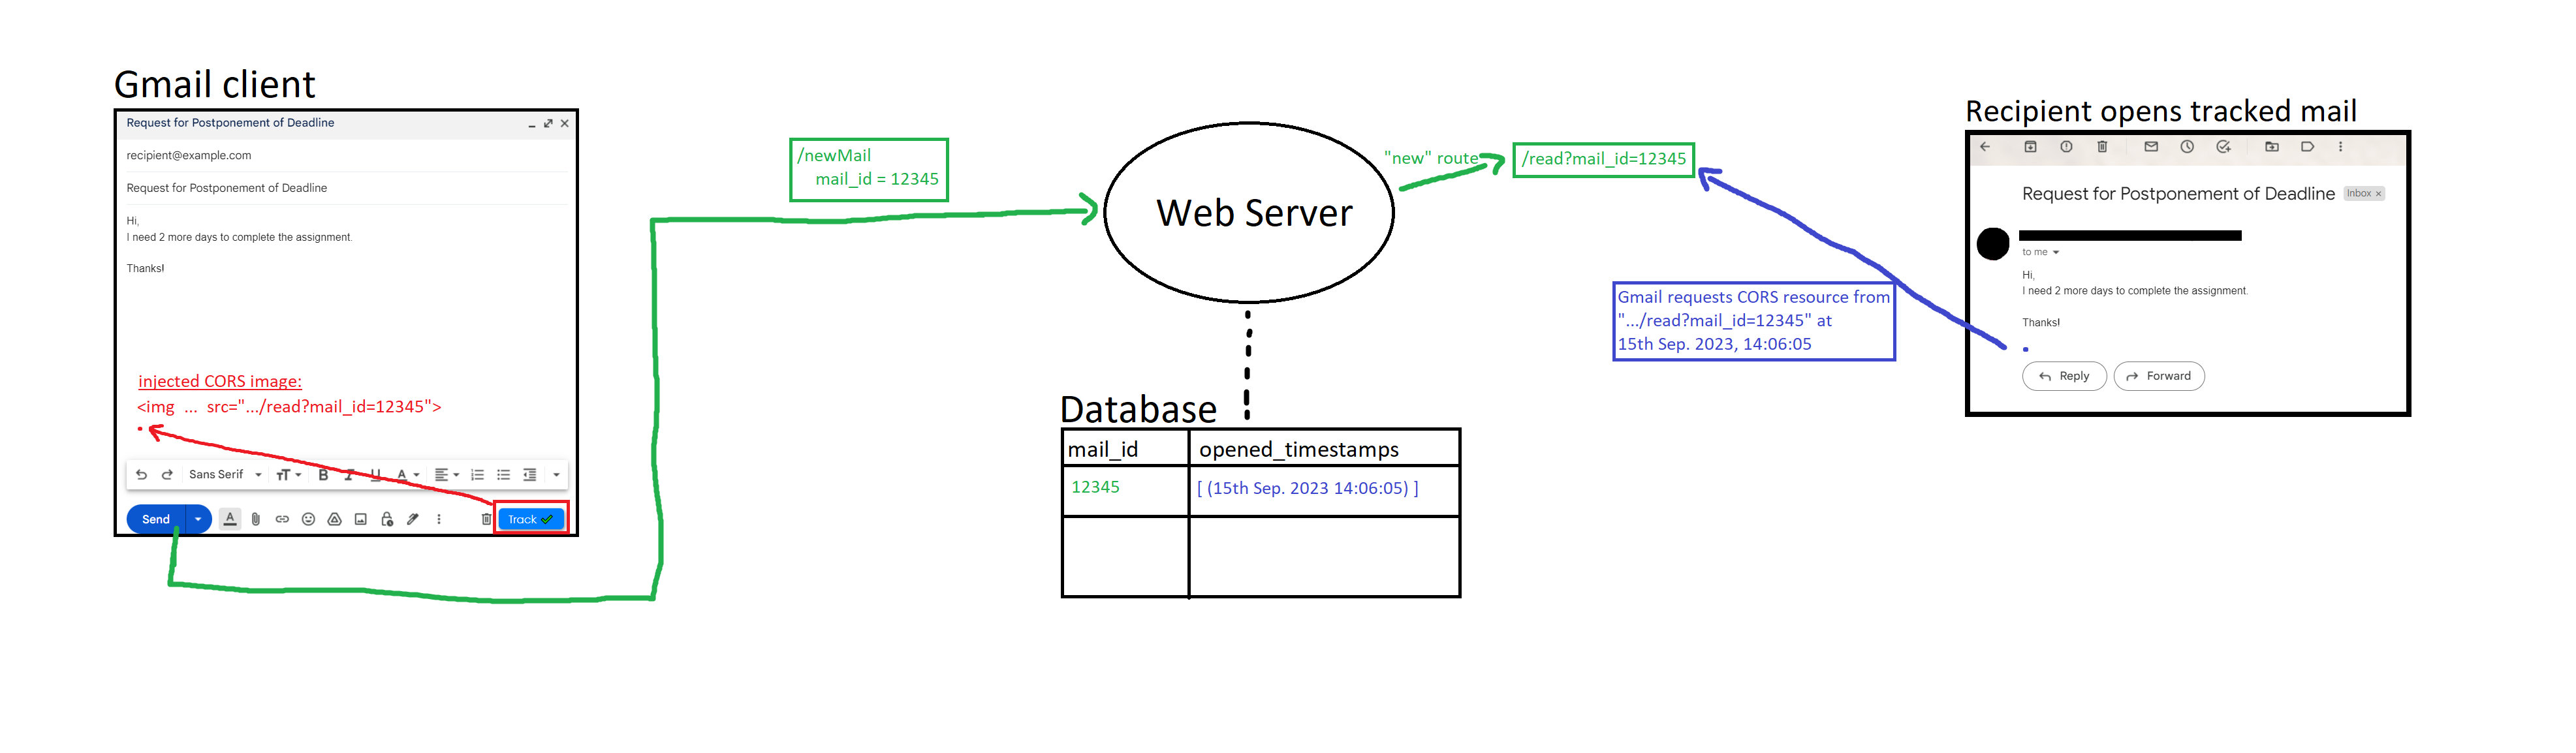 Gmail client
Request for Postponement of Deadline
recipient@example.com
Request for Postponement of Deadline
Hi,
I need 2 more days to complete the assignment.
Thanks!
injected CORS image:
<img ... src=".../read?mail_id=12345">
Sans Serif
Send
Track
/newMail
mail_id = 12345
Web Server
"new" route
/read?mail_id=12345
Database
mail_id opened_timestamps
12345 [ (15th Sep. 2023 14:06:05) ]
Gmail requests CORS resource from
".../read?mail_id=12345" at
15th Sep. 2023, 14:06:05
Recipient opens tracked mail
Request for Postponement of Deadline Inbox ×
to me
Hi,
I need 2 more days to complete the assignment.
Thanks!
Reply Forward